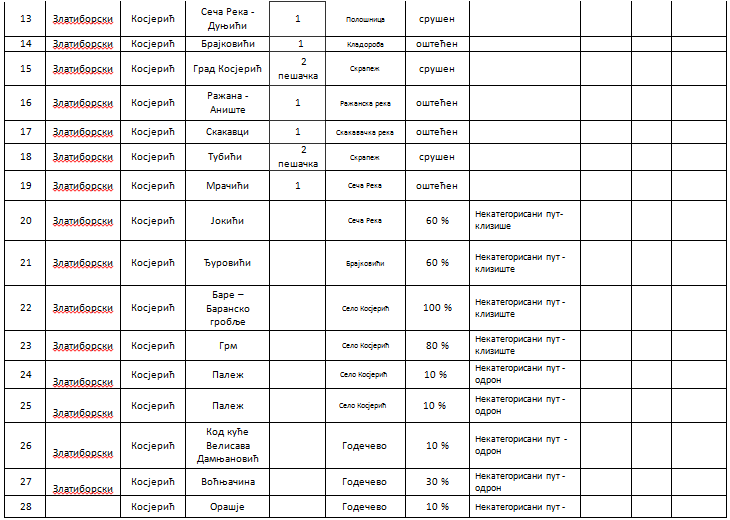 13 Златиборски Косјерић Сеча Река - Дуњићи 1 Полошница срушен
14 Златиборски Косјерић Брајковићи 1 Кладороба оштећен
15 Златиборски Косјерић Град Косјерић 2 пешачка Скрапеж срушен
16 Златиборски Косјерић Ражана - Аниште 1 Ражанска река оштећен
17 Златиборски Косјерић Скакавци 1 Скакавачка река оштећен
18 Златиборски Косјерић Тубићи 2 пешачка Скрапеж срушен
19 Златиборски Косјерић Мрачићи 1 Сеча Река оштећен
20 Златиборски Косјерић Јокићи Сеча Река 60 % Некатегорисани пут- клизише
21 Златиборски Косјерић Ђуровићи Брајковићи 60 % Некатегорисани пут - клизиште
22 Златиборски Косјерић Баре – Баранско гробље Село Косјерић 100 % Некатегорисани пут - клизиште
23 Златиборски Косјерић Грм Село Косјерић 80 % Некатегорисани пут - клизиште
24 Златиборски Косјерић Палеж Село Косјерић 10 % Некатегорисани пут - одрон
25 Златиборски Косјерић Палеж Село Косјерић 10 % Некатегорисани пут - одрон
26 Златиборски Косјерић Код куће Велисава Дамњановић Годечево 10 % Некатегорисани пут - одрон
27 Златиборски Косјерић Воћњачина Годечево 30 % Некатегорисани пут - одрон
28 Косјерић Орашје Годечево 10 % Некатегорисани пут -